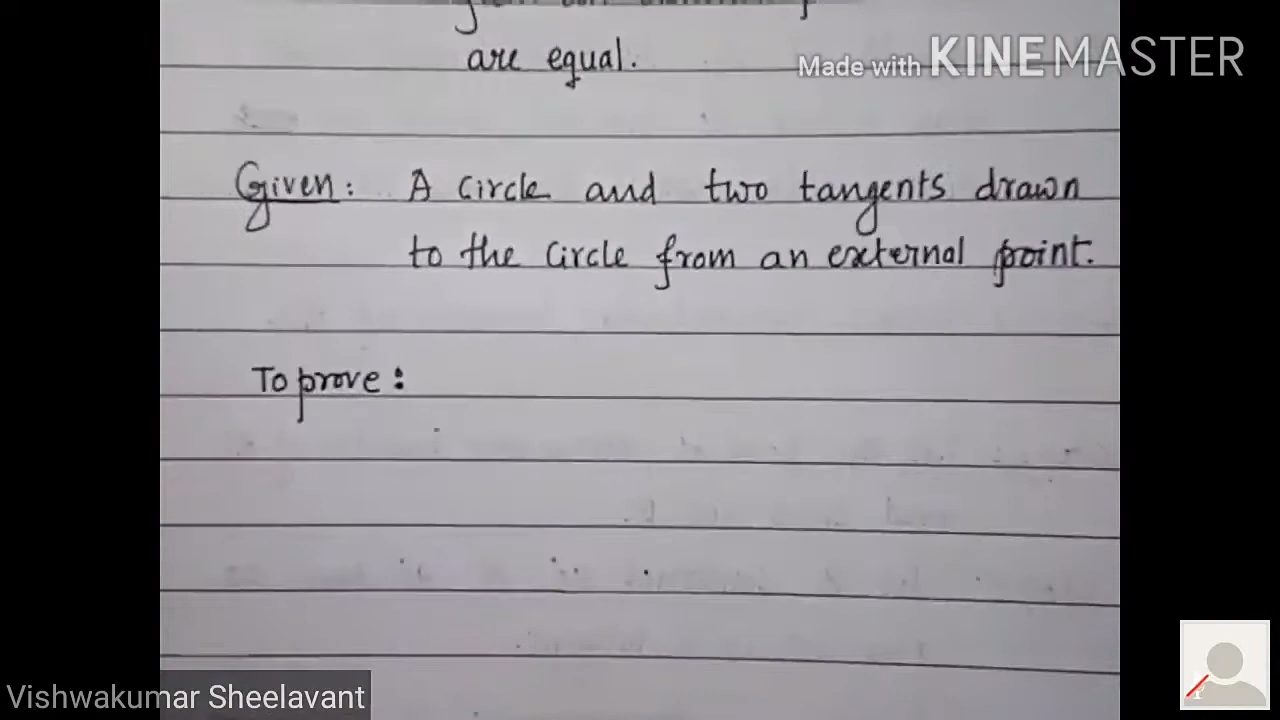 are equal.
Made with KINEMASTER
Given: A circle and two tangents drawn
to the circle from an external point.
To prove:
Vishwakumar Sheelavant